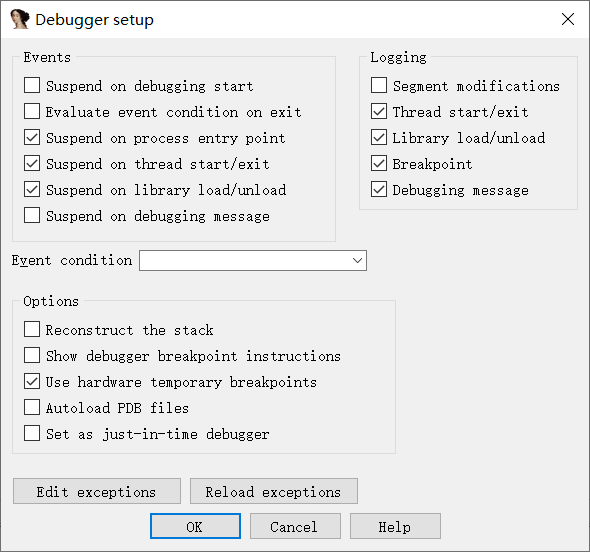 Debugger setup
Events
Suspend on debugging start
Evaluate event condition on exit
Suspend on process entry point
Suspend on thread start/exit
Suspend on library load/unload
Suspend on debugging message
Logging
Segment modifications
Thread start/exit
Library load/unload
Breakpoint
Debugging message
Event condition
Options
Reconstruct the stack
Show debugger breakpoint instructions
Use hardware temporary breakpoints
Autoload PDB files
Set as just-in-time debugger
Edit exceptions
Reload exceptions
OK
Cancel
Help